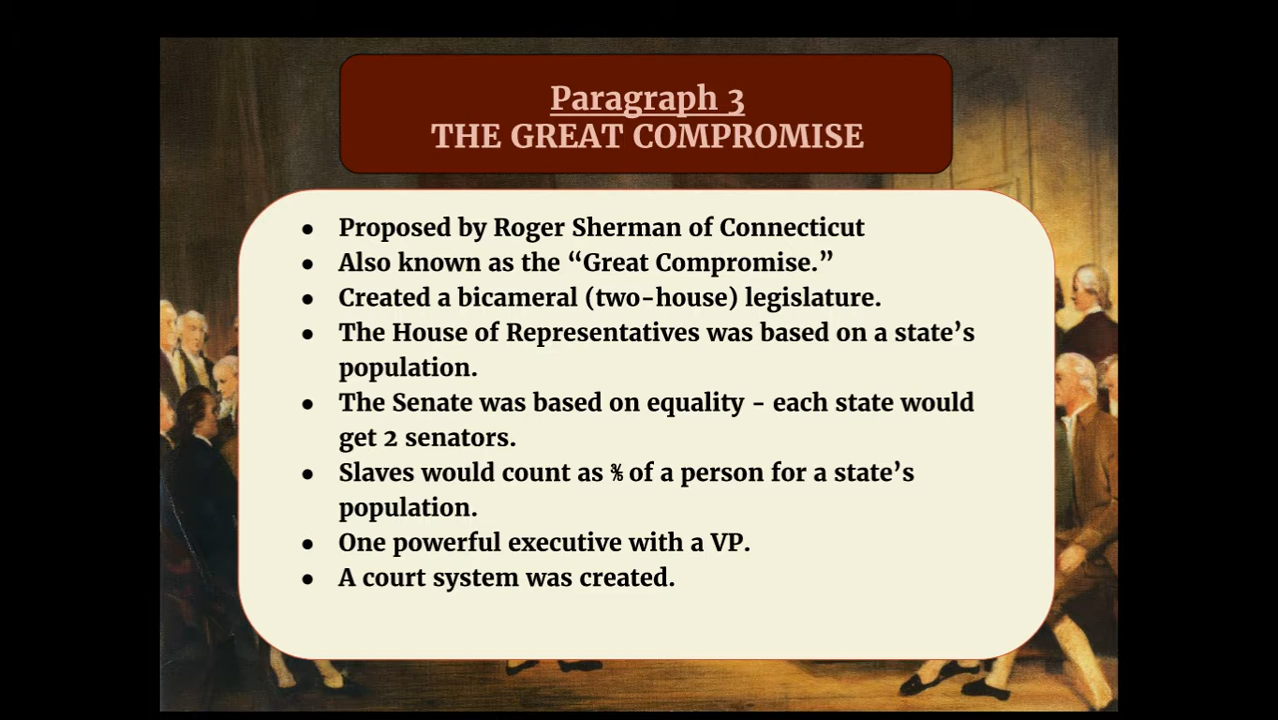 Paragraph 3
THE GREAT COMPROMISE
● Proposed by Roger Sherman of Connecticut
● Also known as the “Great Compromise.”
● Created a bicameral (two-house) legislature.
● The House of Representatives was based on a state’s
population.
● The Senate was based on equality - each state would
get 2 senators.
● Slaves would count as ⅗ of a person for a state’s
population.
● One powerful executive with a VP.
● A court system was created.